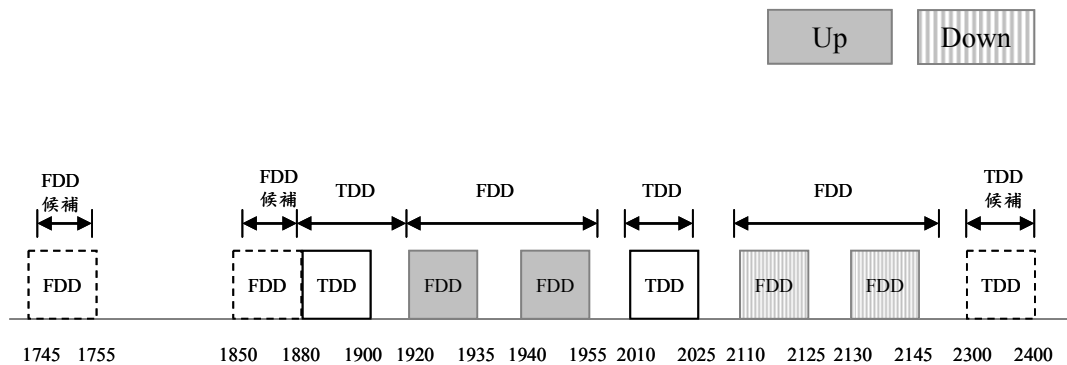 Up Down
FDD
候補
FDD
候補
TDD
FDD
TDD
FDD
TDD
候補
FDD FDD TDD FDD FDD TDD FDD FDD TDD
1745 1755 1850 1880 1900 1920 1935 1940 1955 2010 2025 2110 2125 2130 2145 2300 2400